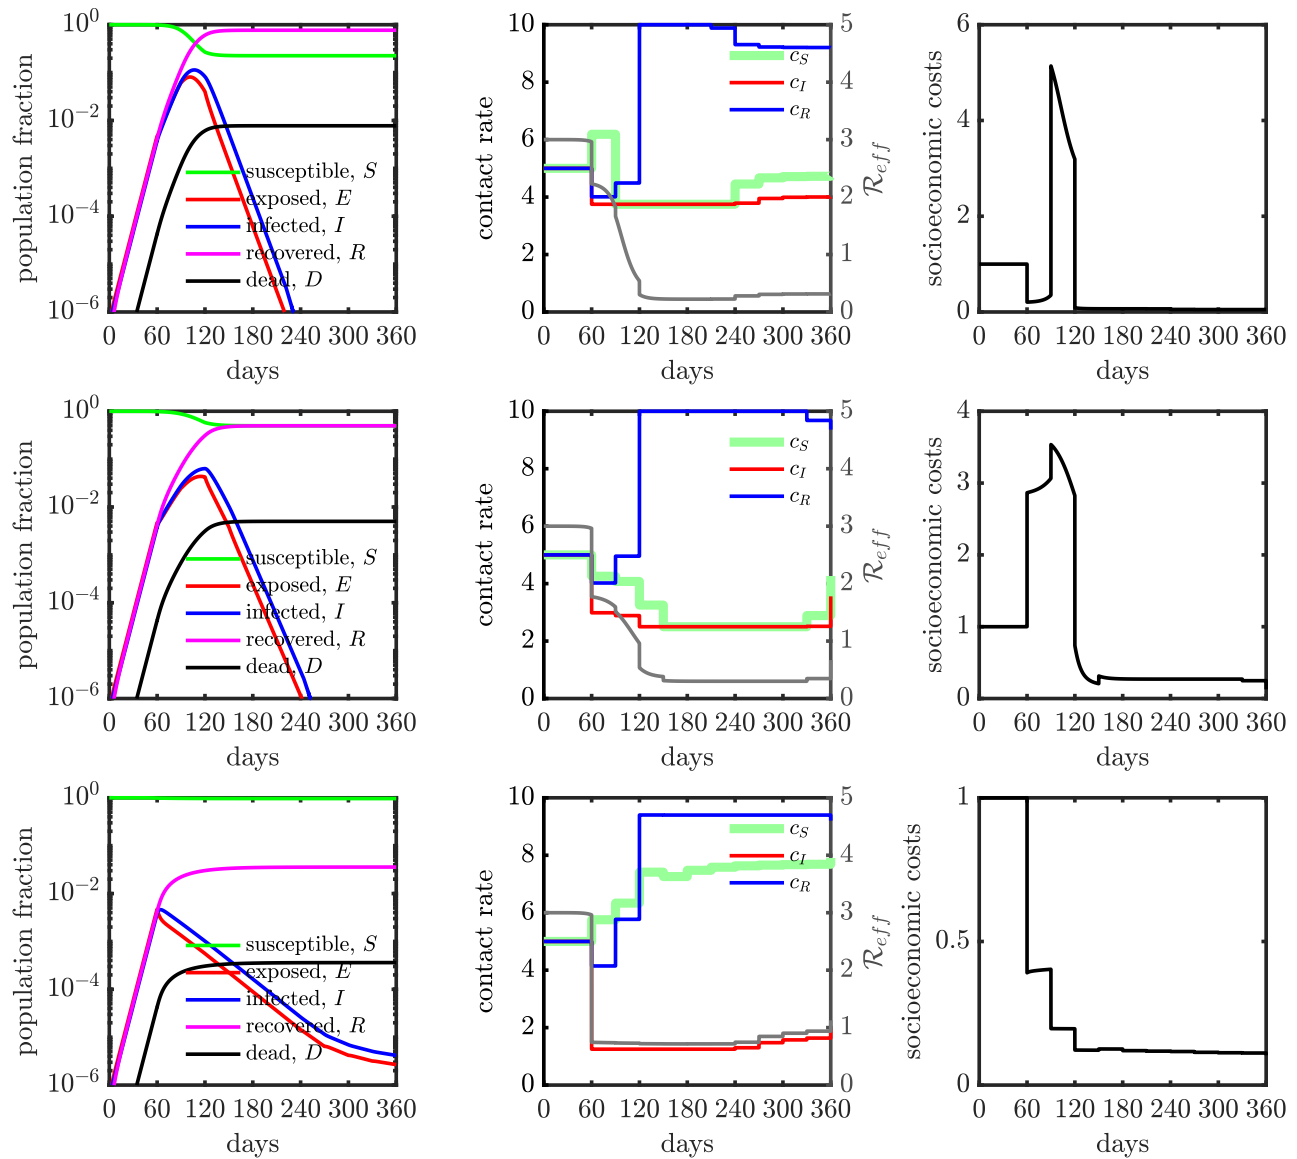 population fraction
10^0
10^{-2}
10^{-4}
10^{-6}
susceptible, S
exposed, E
infected, I
recovered, R
dead, D
0 60 120 180 240 300 360
days
contact rate
10
8
6
4
2
0
c_S
c_I
c_R
5
4
3
2
1
0
R_{eff}
0 60 120 180 240 300 360
days
socioeconomic costs
6
4
2
0
0 60 120 180 240 300 360
days
population fraction
10^0
10^{-2}
10^{-4}
10^{-6}
susceptible, S
exposed, E
infected, I
recovered, R
dead, D
0 60 120 180 240 300 360
days
contact rate
10
8
6
4
2
0
c_S
c_I
c_R
5
4
3
2
1
0
R_{eff}
0 60 120 180 240 300 360
days
socioeconomic costs
4
3
2
1
0
0 60 120 180 240 300 360
days
population fraction
10^0
10^{-2}
10^{-4}
10^{-6}
susceptible, S
exposed, E
infected, I
recovered, R
dead, D
0 60 120 180 240 300 360
days
contact rate
10
8
6
4
2
0
c_S
c_I
c_R
5
4
3
2
1
0
R_{eff}
0 60 120 180 240 300 360
days
socioeconomic costs
1
0.5
0
0 60 120 180 240 300 360
days